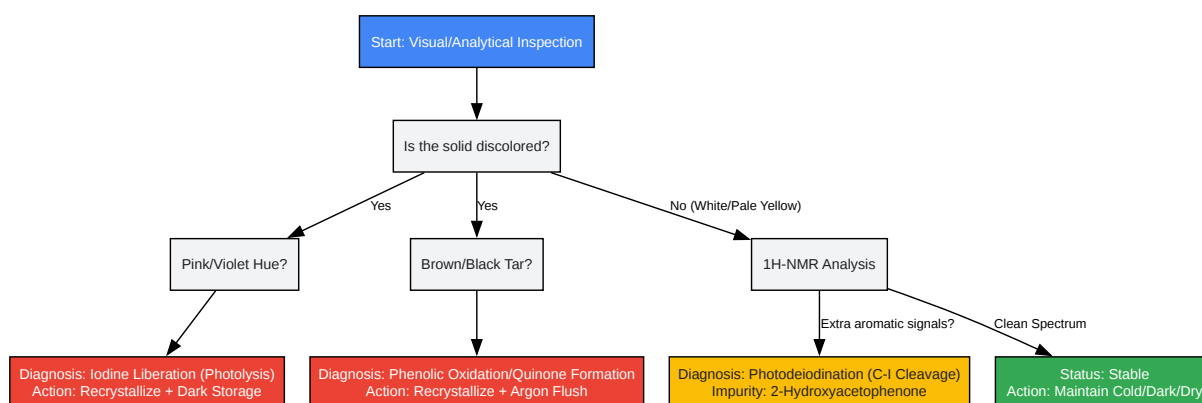 Start: Visual/Analytical Inspection
Is the solid discolored?
Yes
Yes
No (White/Pale Yellow)
Pink/Violet Hue?
Brown/Black Tar?
1H-NMR Analysis
Extra aromatic signals?
Clean Spectrum
Diagnosis: Iodine Liberation (Photolysis)
Action: Recrystallize + Dark Storage
Diagnosis: Phenolic Oxidation/Quinone Formation
Action: Recrystallize + Argon Flush
Diagnosis: Photodeiodination (C-I Cleavage)
Impurity: 2-Hydroxyacetophenone
Status: Stable
Action: Maintain Cold/Dark/Dry